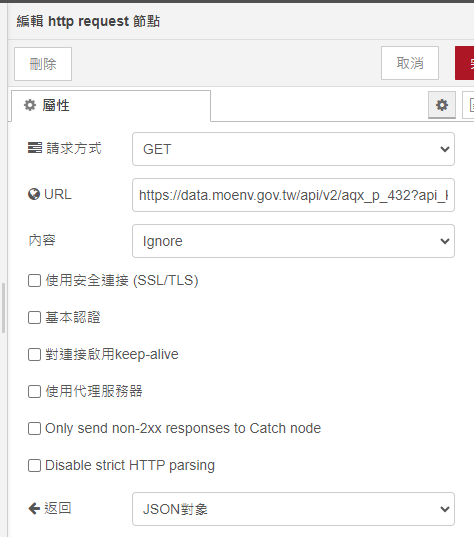 編輯 http request 節點
刪除
取消
屬性
請求方式
GET
URL
https://data.moenv.gov.tw/api/v2/aqx_p_432?api_
內容
Ignore
使用安全連接 (SSL/TLS)
基本認證
對連接啟用keep-alive
使用代理服務器
Only send non-2xx responses to Catch node
Disable strict HTTP parsing
返回
JSON對象